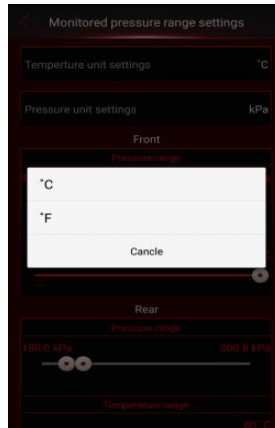 Monitored pressure range settings
Temperture unit settings °C
Pressure unit settings kPa
Front
Pressure range
°C
°F
Cancle
Rear
Pressure range
180.0 kPa 300.0 kPa
Temperature range